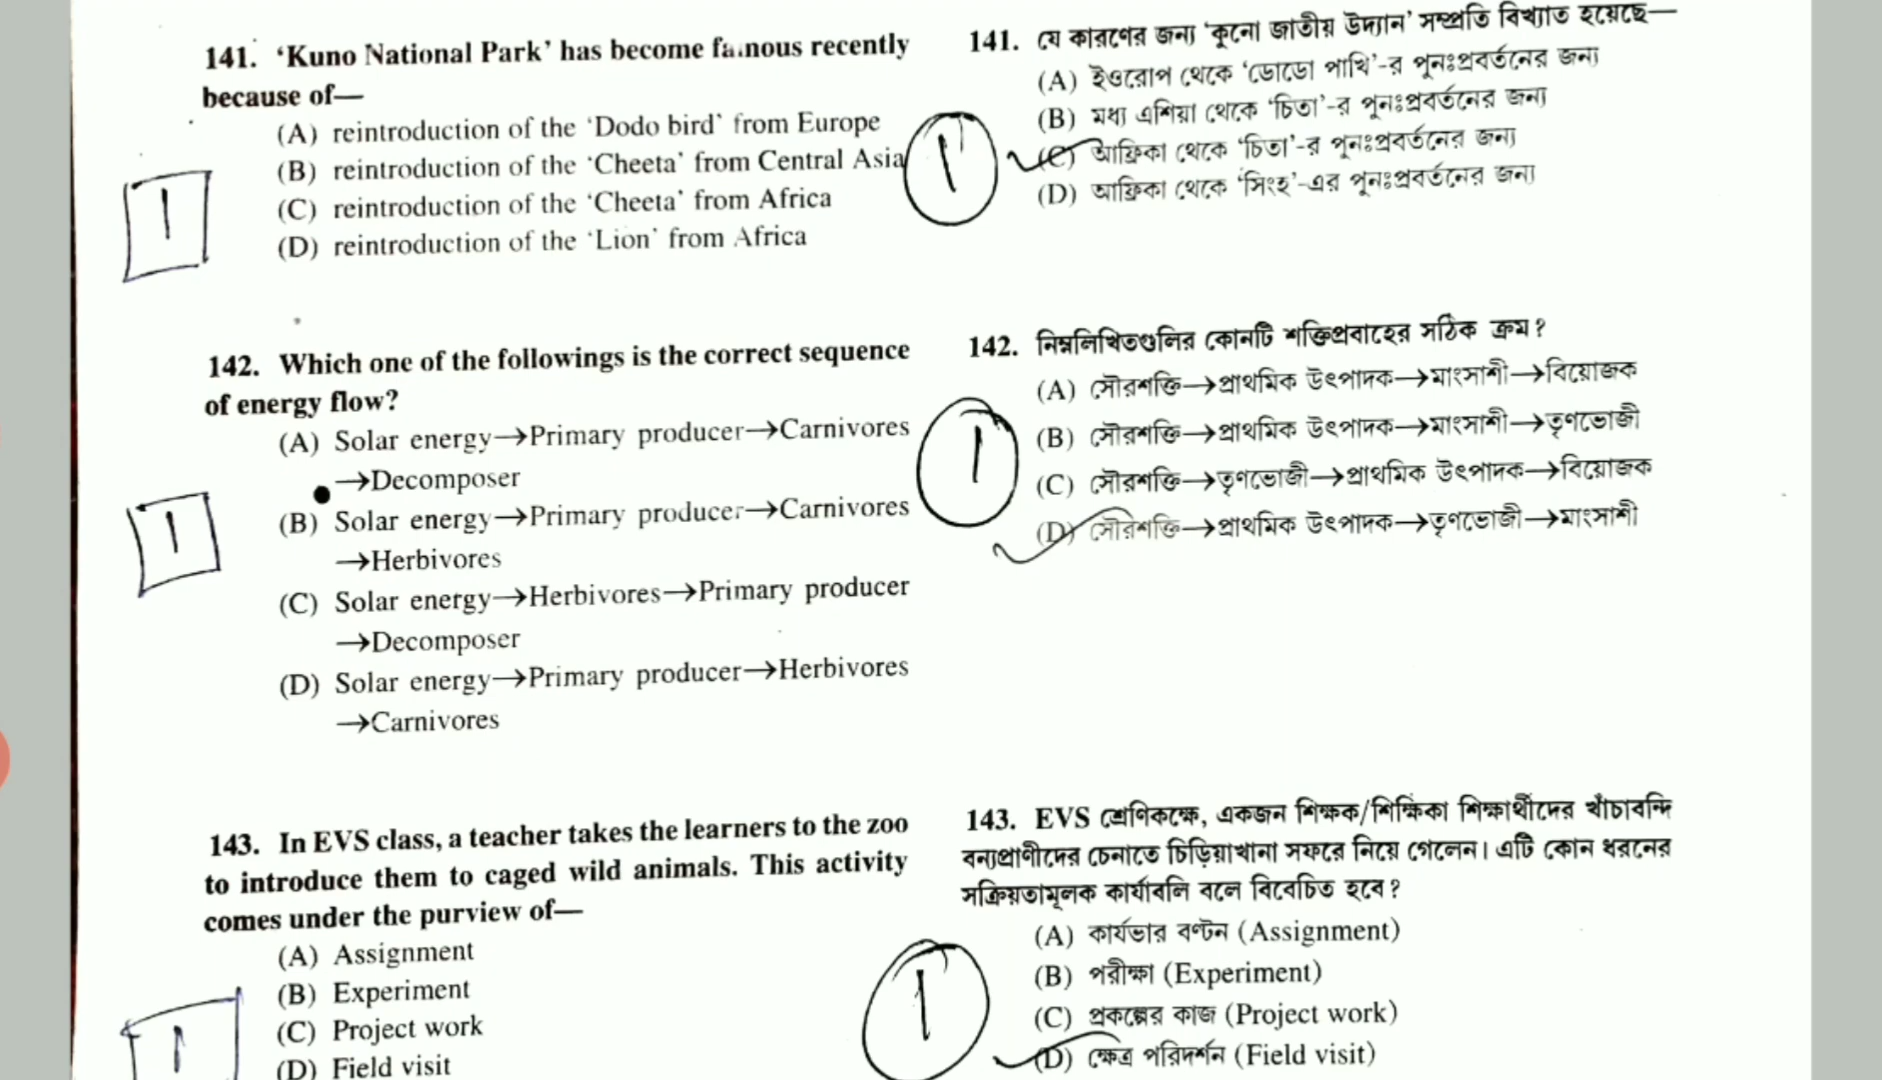 141. ‘Kuno National Park’ has become famous recently
because of—
(A) reintroduction of the ‘Dodo bird’ from Europe
(B) reintroduction of the ‘Cheeta’ from Central Asia
(C) reintroduction of the ‘Cheeta’ from Africa
(D) reintroduction of the ‘Lion’ from Africa
1
142. Which one of the followings is the correct sequence
of energy flow?
(A) Solar energy→Primary producer→Carnivores
→Decomposer
(B) Solar energy→Primary producer→Carnivores
→Herbivores
(C) Solar energy→Herbivores→Primary producer
→Decomposer
(D) Solar energy→Primary producer→Herbivores
→Carnivores
1
143. In EVS class, a teacher takes the learners to the zoo
to introduce them to caged wild animals. This activity
comes under the purview of—
(A) Assignment
(B) Experiment
(C) Project work
(D) Field visit
1
141. যে কারণের জন্য ‘কুনো জাতীয় উদ্যান’ সম্প্রতি বিখ্যাত হয়েছে—
(A) ইওরোপ থেকে ‘ডোডো পাখি’-র পুনঃপ্রবর্তনের জন্য
(B) মধ্য এশিয়া থেকে ‘চিতা’-র পুনঃপ্রবর্তনের জন্য
(C) আফ্রিকা থেকে ‘চিতা’-র পুনঃপ্রবর্তনের জন্য
(D) আফ্রিকা থেকে ‘সিংহ’-এর পুনঃপ্রবর্তনের জন্য
1
142. নিম্নলিখিতগুলির কোনটি শক্তিপ্রবাহের সঠিক ক্রম?
(A) সৌরশক্তি→প্রাথমিক উৎপাদক→মাংসাশী→বিয়োজক
(B) সৌরশক্তি→প্রাথমিক উৎপাদক→মাংসাশী→তৃণভোজী
(C) সৌরশক্তি→তৃণভোজী→প্রাথমিক উৎপাদক→বিয়োজক
(D) সৌরশক্তি→প্রাথমিক উৎপাদক→তৃণভোজী→মাংসাশী
1
143. EVS শ্রেণিকক্ষে, একজন শিক্ষক/শিক্ষিকা শিক্ষার্থীদের খাঁচাবন্দি
বন্যপ্রাণীদের চেনাতে চিড়িয়াখানা সফরে নিয়ে গেলেন। এটি কোন ধরনের
সক্রিয়তামূলক কার্যাবলি বলে বিবেচিত হবে?
(A) কার্যভার বণ্টন (Assignment)
(B) পরীক্ষা (Experiment)
(C) প্রকল্পের কাজ (Project work)
(D) ক্ষেত্র পরিদর্শন (Field visit)
1